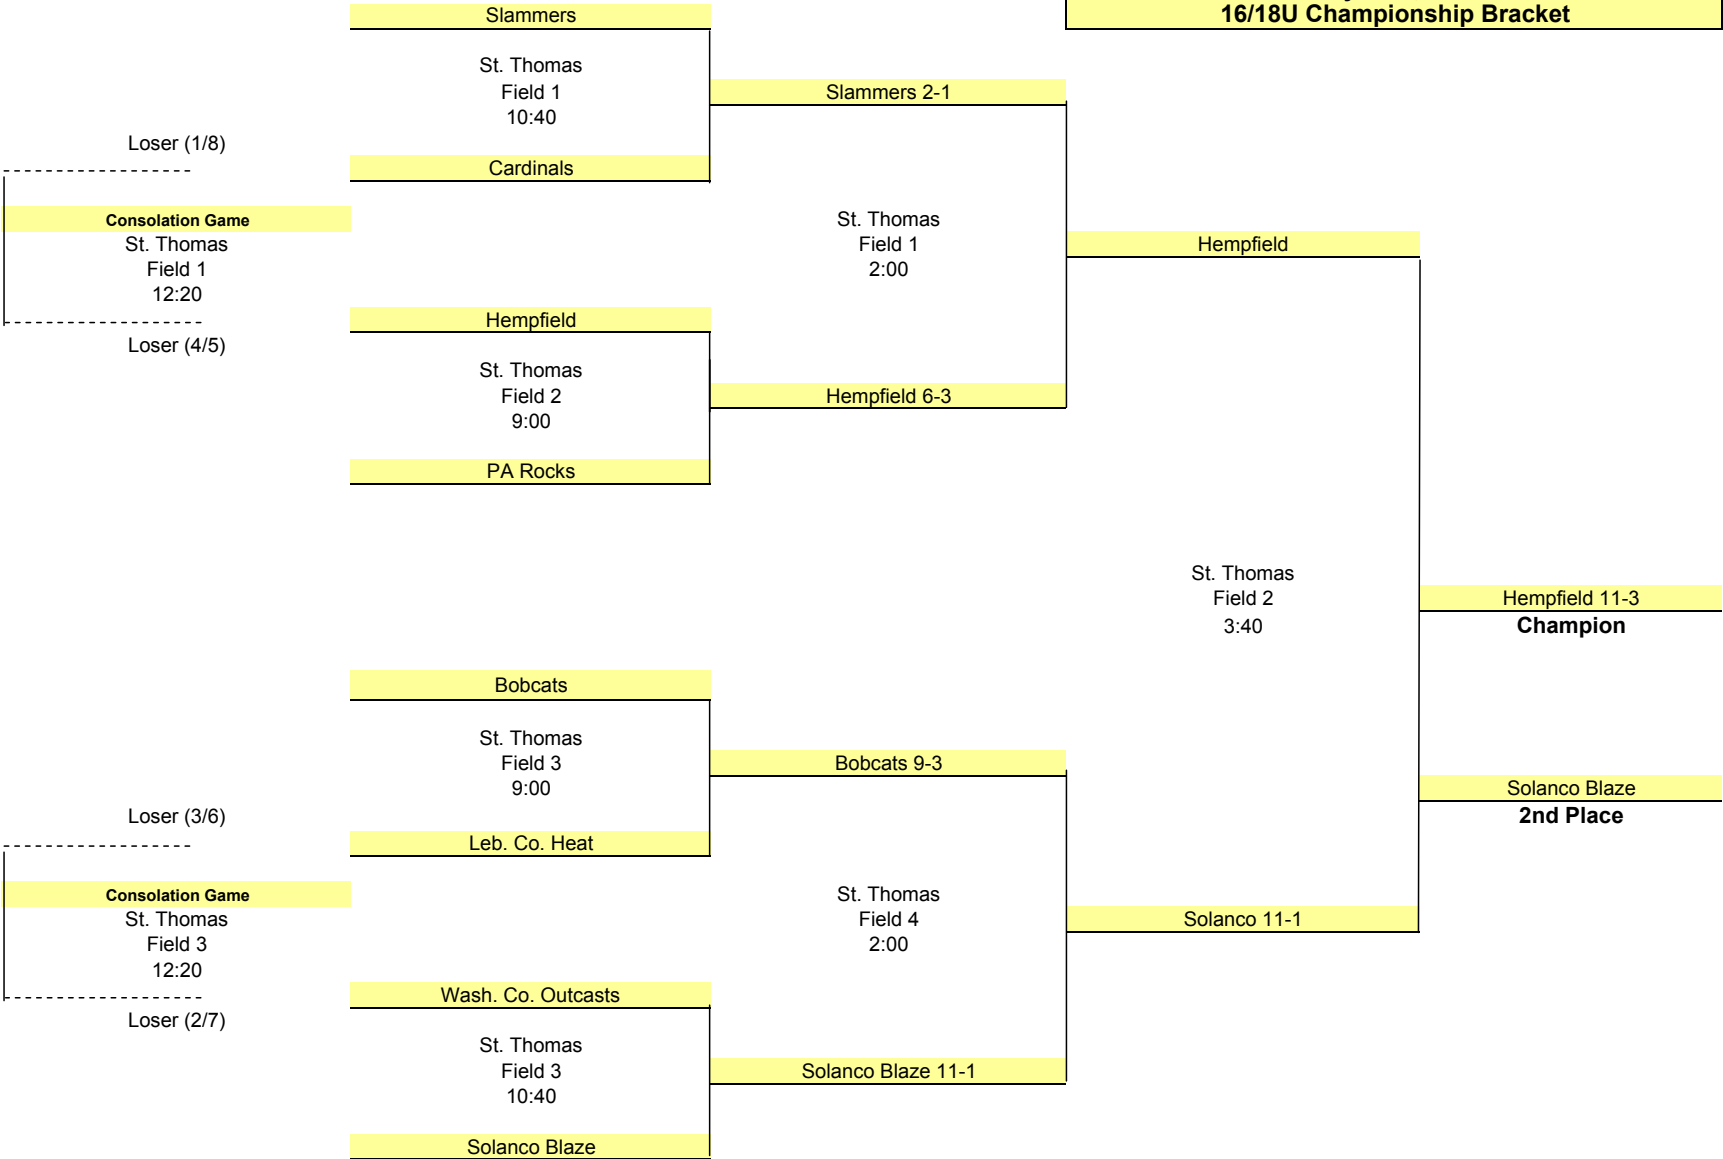 16/18U Championship Bracket
Slammers
St. Thomas
Field 1
10:40
Cardinals
Slammers 2-1
Loser (1/8)
Consolation Game
St. Thomas
Field 1
12:20
Loser (4/5)
St. Thomas
Field 1
2:00
Hempfield
Hempfield
St. Thomas
Field 2
9:00
PA Rocks
Hempfield 6-3
St. Thomas
Field 2
3:40
Hempfield 11-3
Champion
Bobcats
St. Thomas
Field 3
9:00
Leb. Co. Heat
Bobcats 9-3
Solanco Blaze
2nd Place
Loser (3/6)
Consolation Game
St. Thomas
Field 3
12:20
Loser (2/7)
St. Thomas
Field 4
2:00
Solanco 11-1
Wash. Co. Outcasts
St. Thomas
Field 3
10:40
Solanco Blaze
Solanco Blaze 11-1